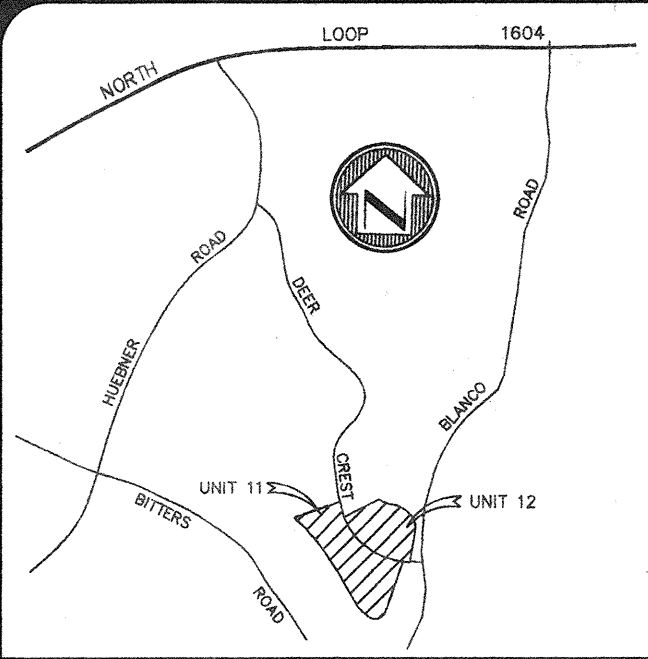 LOOP 1604
NORTH
N
ROAD
ROAD
DEER
HUEBNER
BLANCO
CREST
UNIT 11
UNIT 12
BITTERS
ROAD